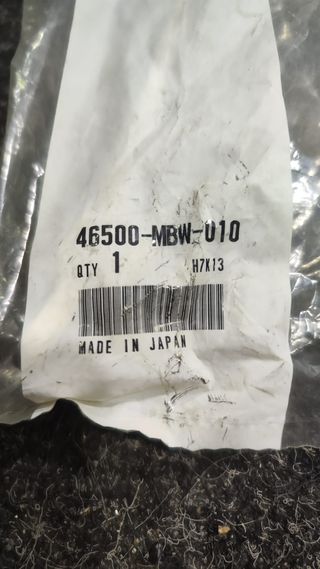 46500-MBW-010
QTY 1 H7K13
MADE IN JAPAN